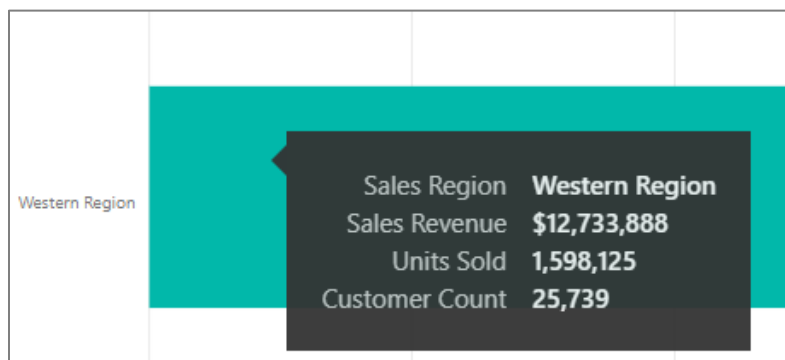 Western Region
Sales Region Western Region
Sales Revenue $12,733,888
Units Sold 1,598,125
Customer Count 25,739